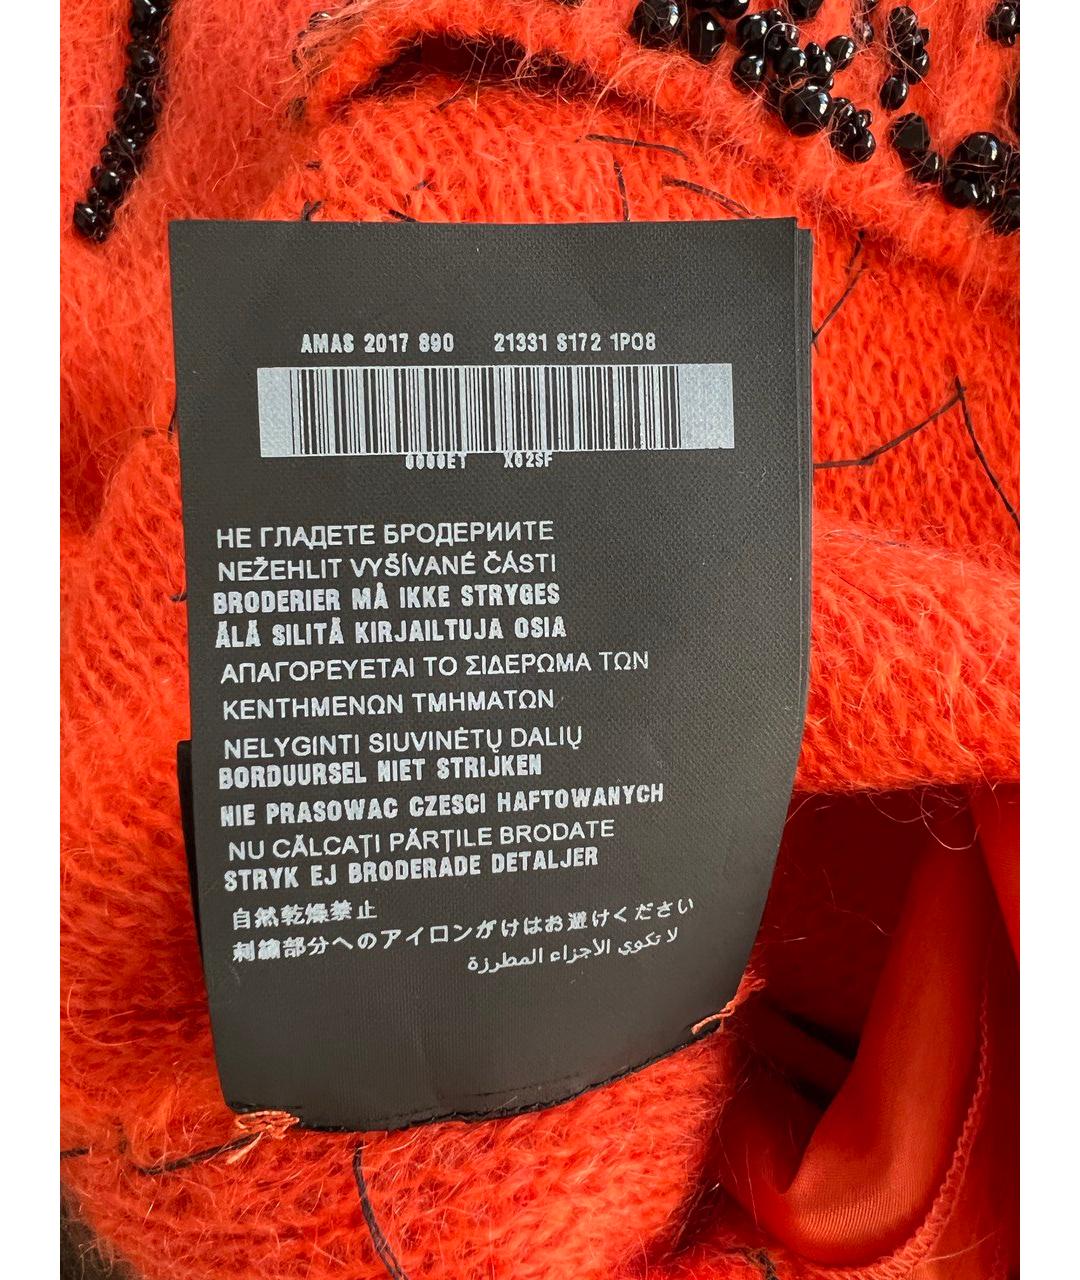 AMAS 2017 890 21331 S172 1P08
0000ET X02SF
НЕ ГЛАДЕТЕ БРОДЕРИИТЕ
NEŽEHLIT VYŠÍVANÉ ČÁSTI
BRODERIER MÅ IKKE STRYGES
ÄLÄ SILITÄ KIRJAILTUJA OSIA
ΑΠΑΓΟΡΕΥΕΤΑΙ ΤΟ ΣΙΔΕΡΩΜΑ ΤΩΝ
ΚΕΝΤΗΜΕΝΩΝ ΤΜΗΜΑΤΩΝ
NELYGINTI SIUVINĖTŲ DALIŲ
BORDUURSEL NIET STRIJKEN
NIE PRASOWAC CZESCI HAFTOWANYCH
NU CĂLCAȚI PĂRȚILE BRODATE
STRYK EJ BRODERADE DETALJER
自然乾燥禁止
刺繍部分へのアイロンがけはお避けください
لا تكوي الأجزاء المطرزة